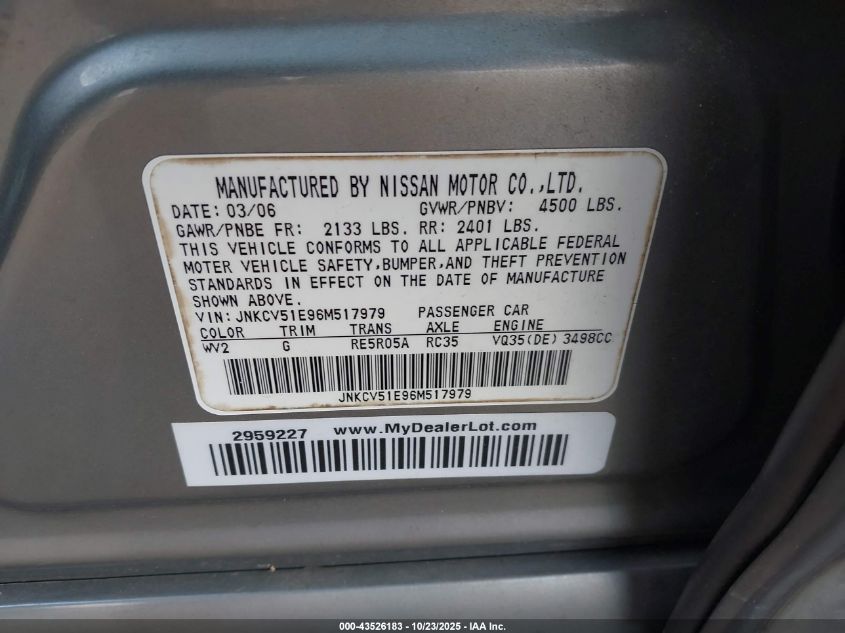 MANUFACTURED BY NISSAN MOTOR CO.,LTD.
DATE: 03/06 GVWR/PNBV: 4500 LBS.
GAWR/PNBE FR: 2133 LBS. RR: 2401 LBS.
THIS VEHICLE CONFORMS TO ALL APPLICABLE FEDERAL
MOTER VEHICLE SAFETY,BUMPER,AND THEFT PREVENTION
STANDARDS IN EFFECT ON THE DATE OF MANUFACTURE
SHOWN ABOVE.
VIN: JNKCV51E96M517979 PASSENGER CAR
COLOR TRIM TRANS AXLE ENGINE
WV2 G RE5R05A RC35 VQ35(DE) 3498CC
JNKCV51E96M517979
2959227 www.MyDealerLot.com
000-43526183 - 10/23/2025 - IAA Inc.